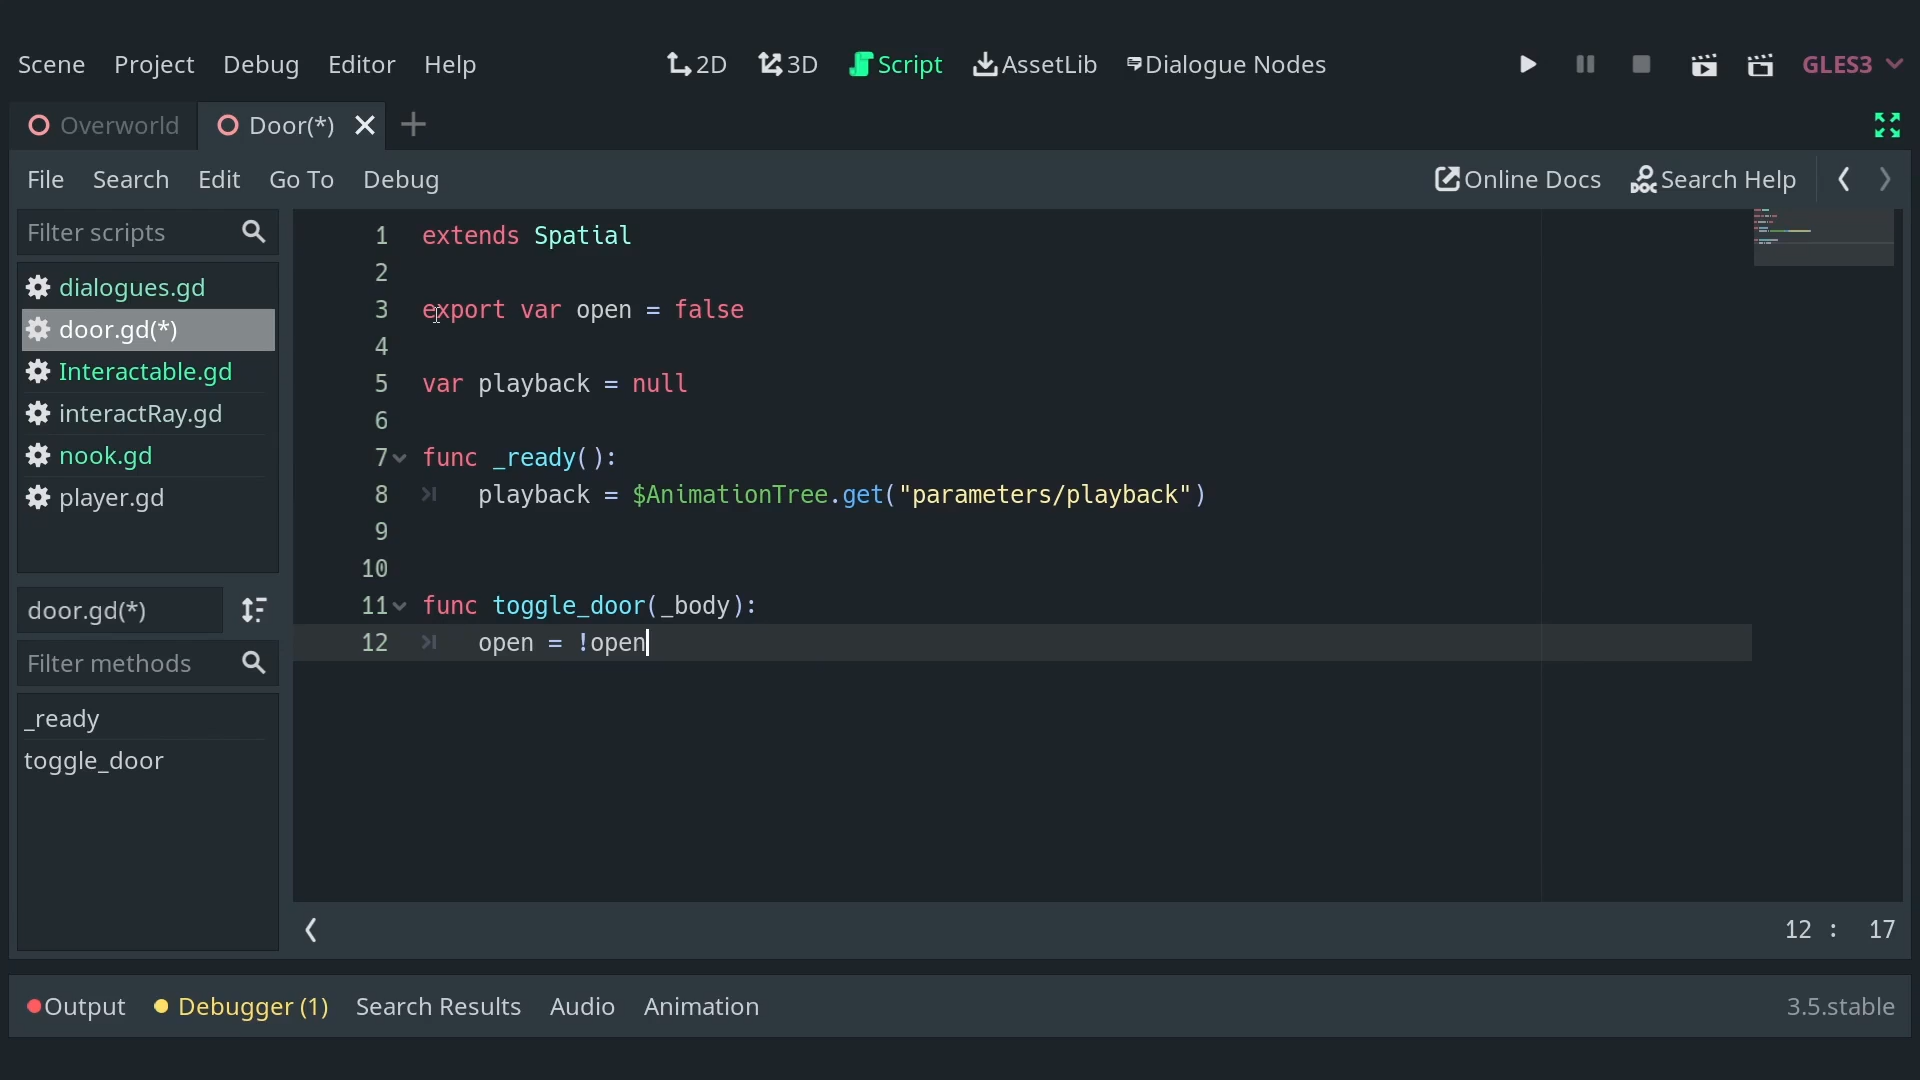 Scene Project Debug Editor Help 2D 3D Script AssetLib Dialogue Nodes GLES3
Overworld Door(*)
File Search Edit Go To Debug Online Docs Search Help
Filter scripts
dialogues.gd
door.gd(*)
Interactable.gd
interactRay.gd
nook.gd
player.gd
door.gd(*)
Filter methods
_ready
toggle_door
1 extends Spatial
2
3 export var open = false
4
5 var playback = null
6
7 func _ready():
8 playback = $AnimationTree.get("parameters/playback")
9
10
11 func toggle_door(_body):
12 open = !open
12 : 17
Output Debugger (1) Search Results Audio Animation 3.5.stable